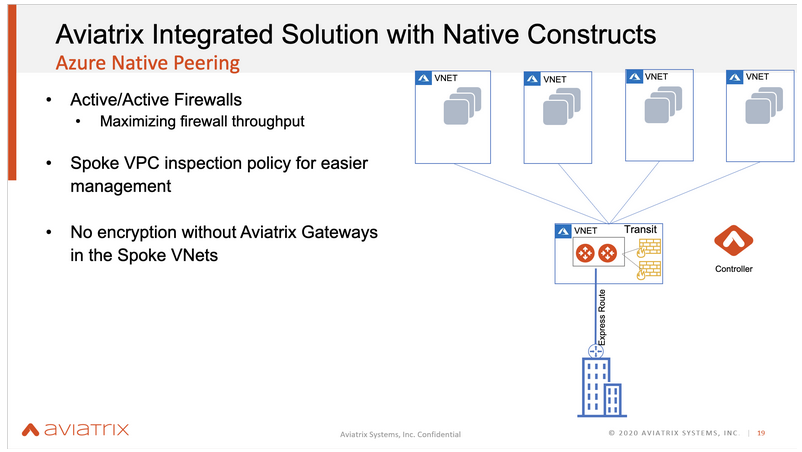 Aviatrix Integrated Solution with Native Constructs
Azure Native Peering
• Active/Active Firewalls
• Maximizing firewall throughput
• Spoke VPC inspection policy for easier
management
• No encryption without Aviatrix Gateways
in the Spoke VNets
VNET
VNET
VNET
VNET
VNET
Transit
Controller
Express Route
AVIATRIX
Aviatrix Systems, Inc. Confidential
© 2020 AVIATRIX SYSTEMS, INC. | 19